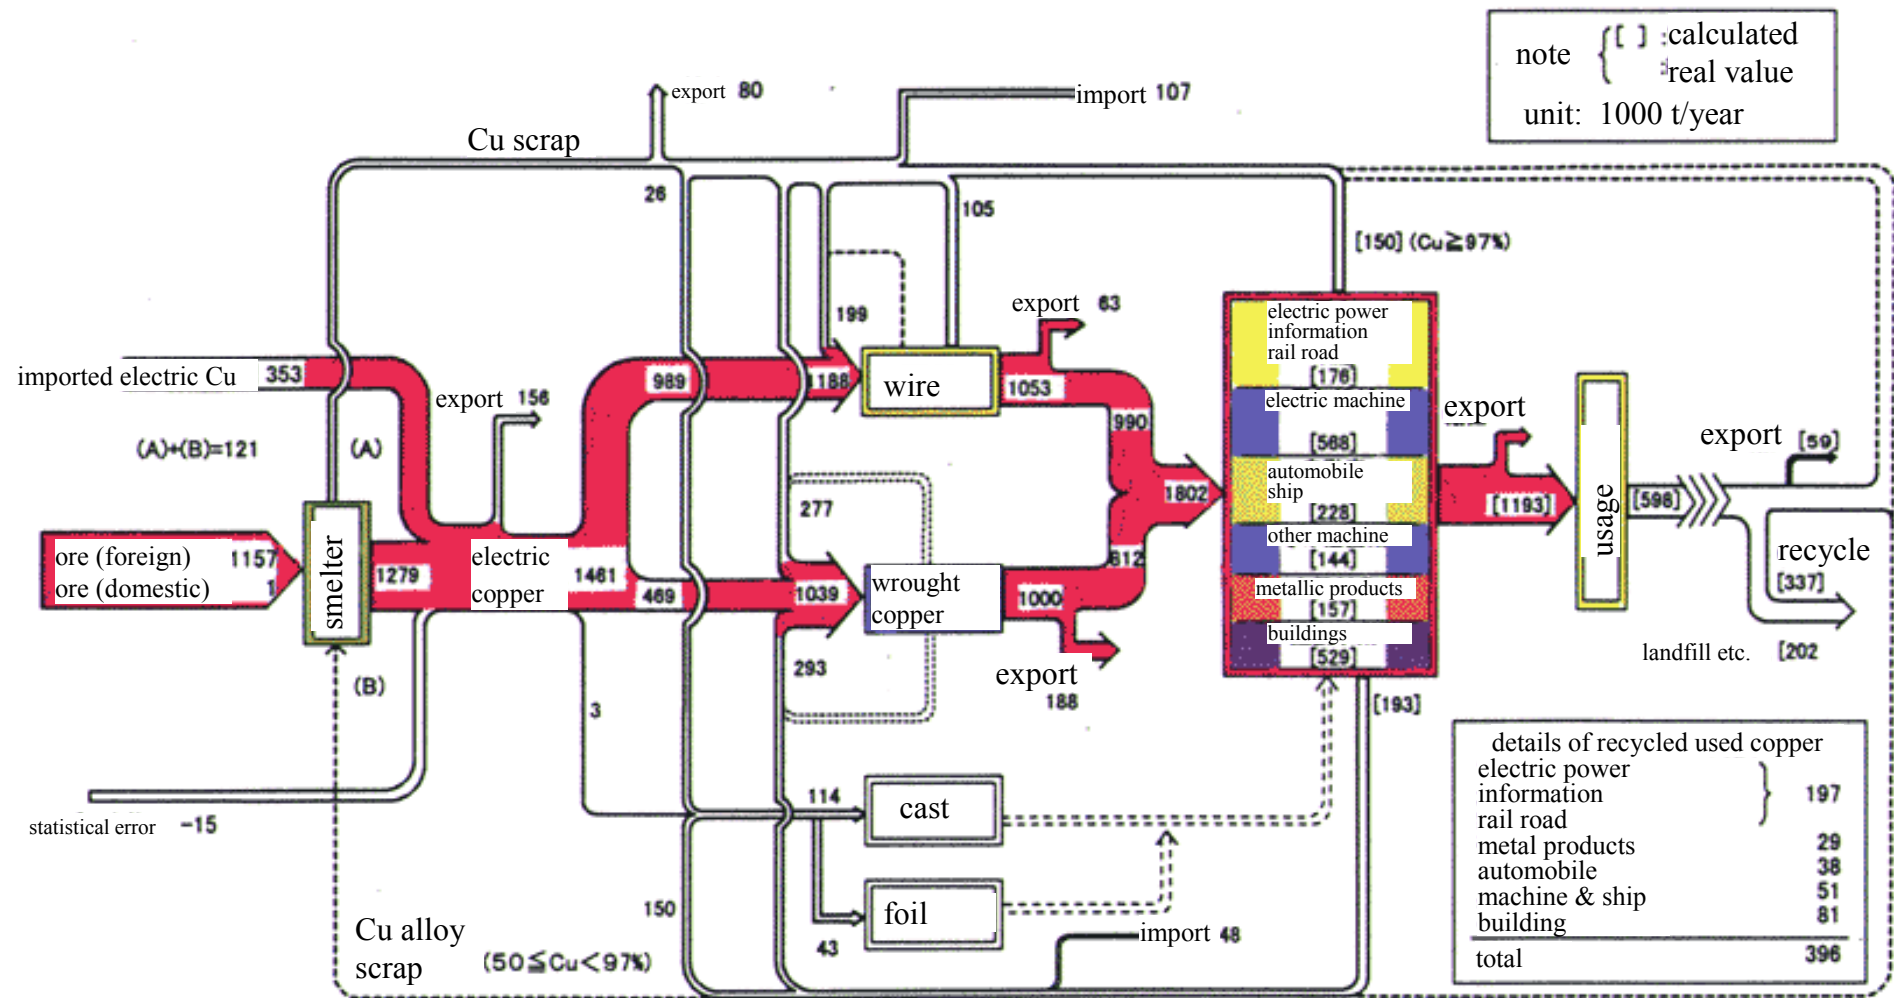 note { [ ] :calculated
:real value
unit: 1000 t/year
export 80
import 107
Cu scrap
26
105
[150] (Cu≧97%)
199
export 63
imported electric Cu 353
989
1188
wire
1053
990
export 156
(A)+(B)=121
(A)
electric power
information
rail road
[176]
electric machine
[568]
automobile
ship
[228]
other machine
[144]
metallic products
[157]
buildings
[529]
export
export [59]
277
1802
[1193]
usage
[598]
ore (foreign) 1157
ore (domestic) 1
smelter
1279
electric
copper
1461
469
1039
wrought
copper
1000
812
recycle
[337]
293
export
188
landfill etc. [202
(B)
3
[193]
statistical error -15
114
cast
150
foil
43
import 48
Cu alloy
scrap
(50≦Cu<97%)
details of recycled used copper
electric power
information } 197
rail road
metal products 29
automobile 38
machine & ship 51
building 81
total 396